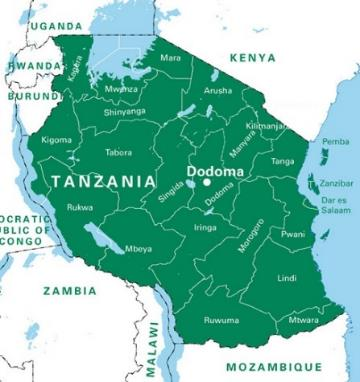 UGANDA
KENYA
RWANDA
Kagera
Mara
BURUNDI
Mwanza
Arusha
Shinyanga
Kilimanjaro
Kigoma
Tabora
Manyara
Tanga
Pemba
Dodoma
TANZANIA
Singida
Dodoma
Zanzibar
Dar es
Salaam
Rukwa
Iringa
Morogoro
Pwani
OCRATIC
UBLIC OF
CONGO
Mbeya
Lindi
ZAMBIA
Ruvuma
Mtwara
MALAWI
MOZAMBIQUE